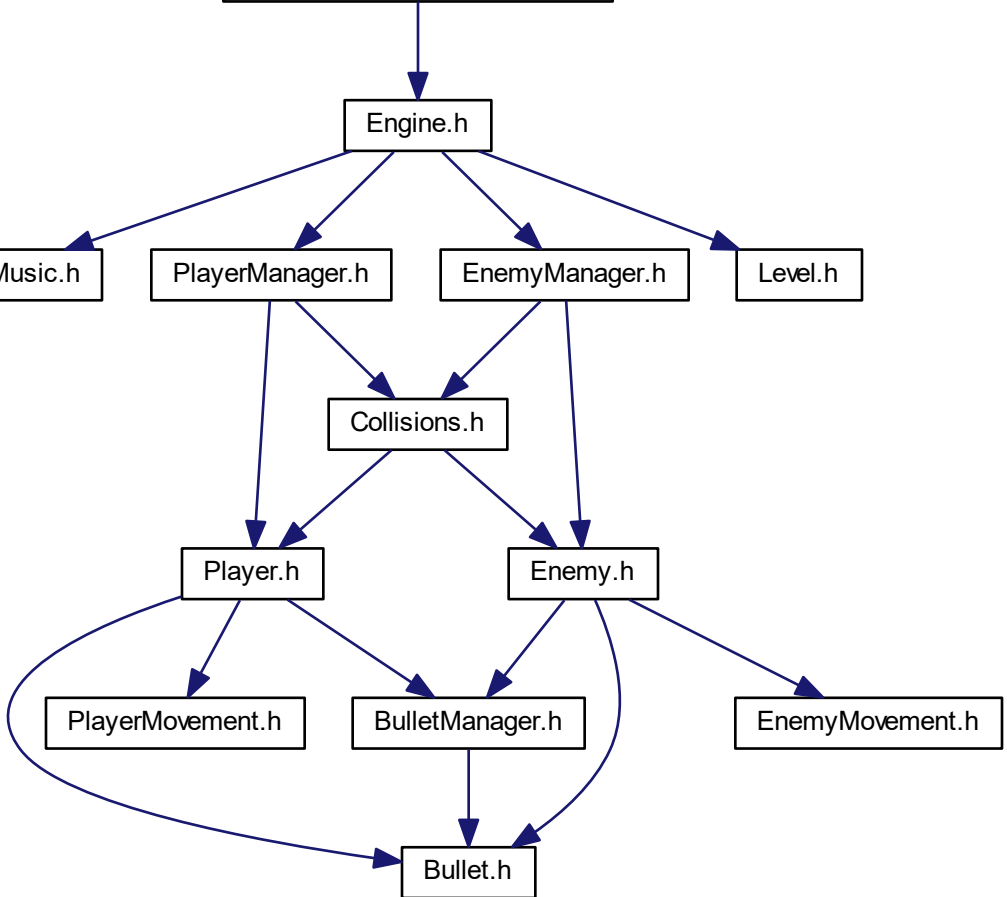 Engine.h
Music.h
PlayerManager.h
EnemyManager.h
Level.h
Collisions.h
Player.h
Enemy.h
PlayerMovement.h
BulletManager.h
EnemyMovement.h
Bullet.h